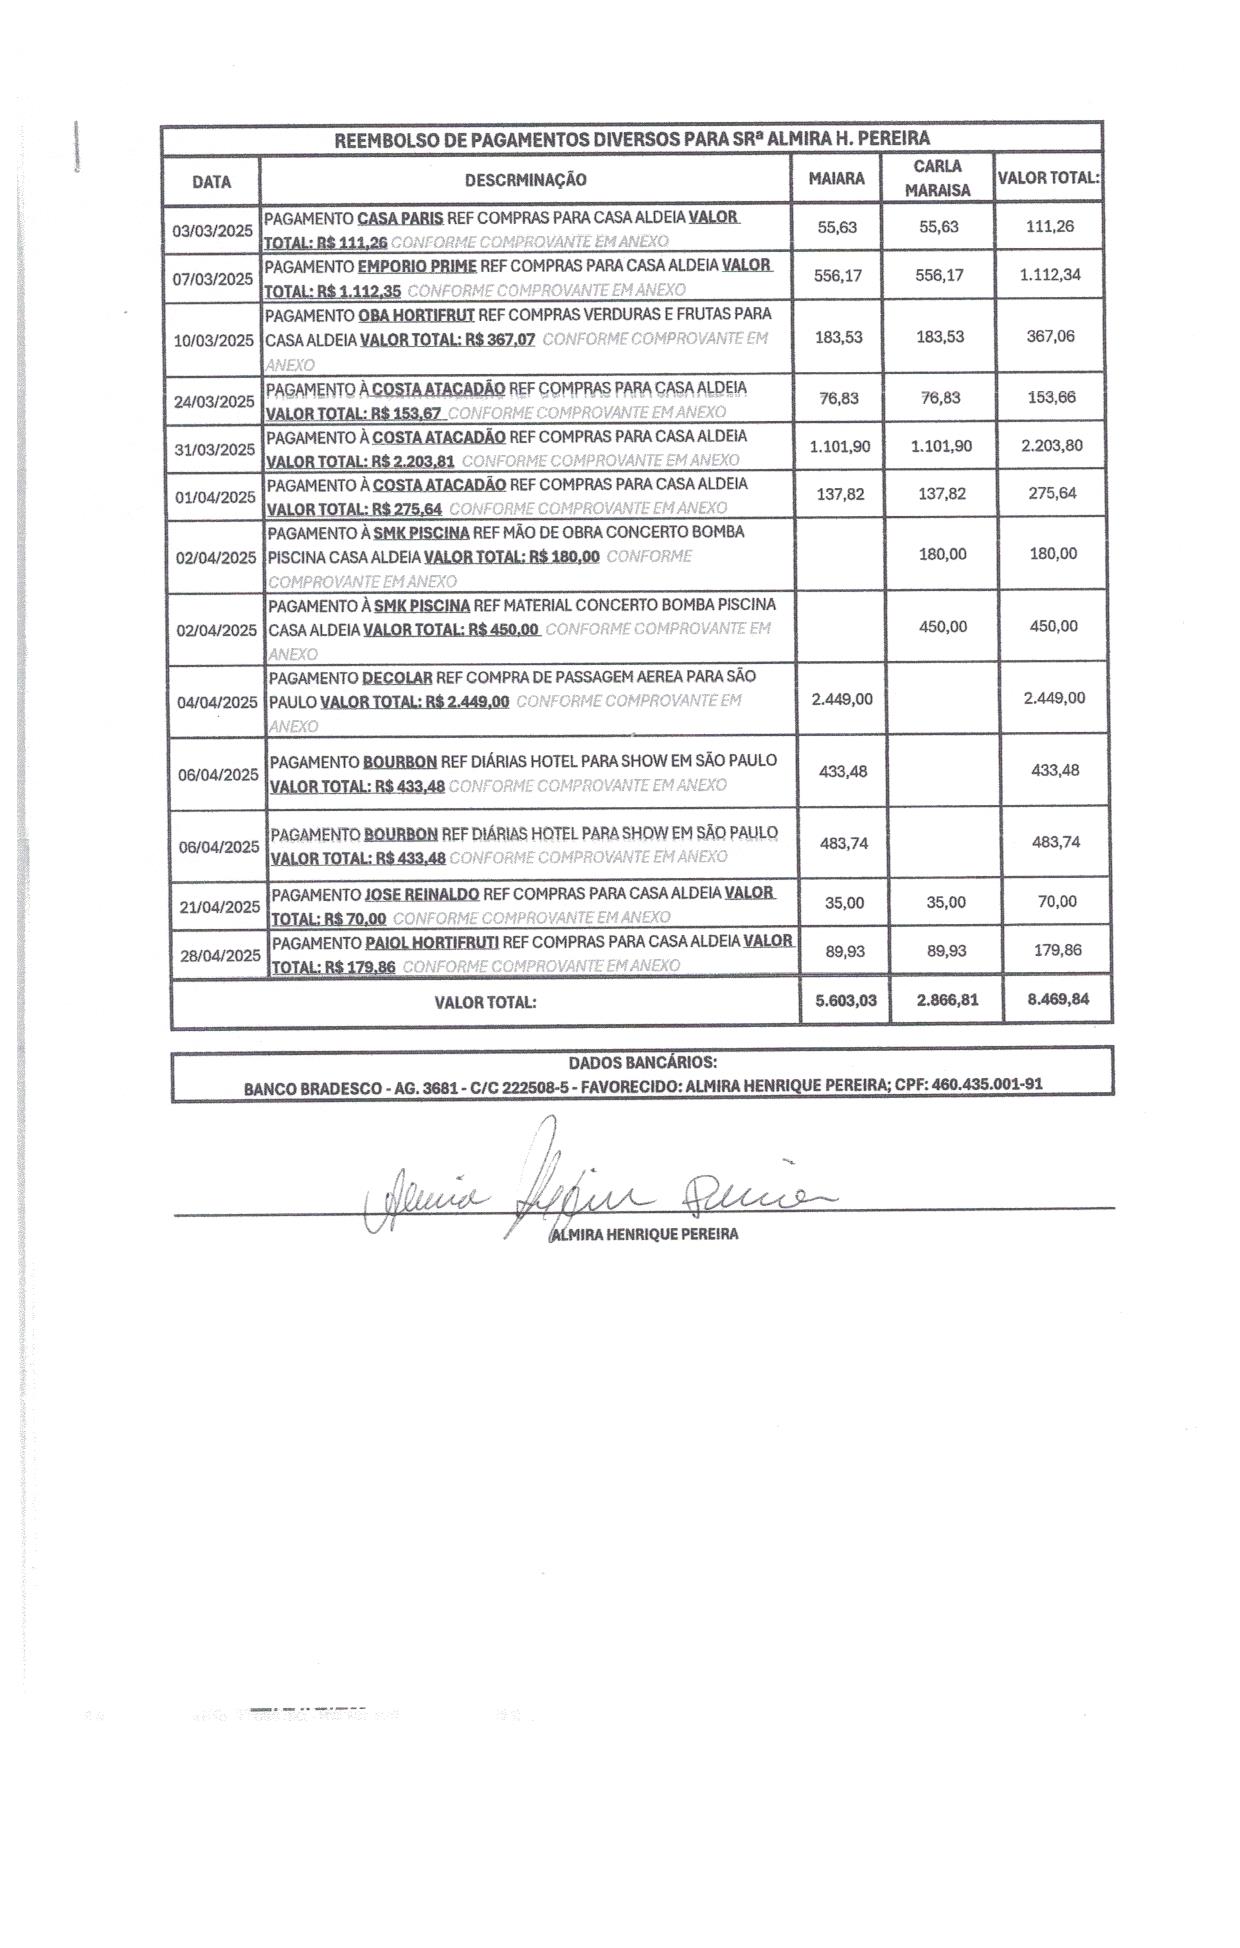 REEMBOLSO DE PAGAMENTOS DIVERSOS PARA SRª ALMIRA H. PEREIRA
DATA DESCRMINAÇÃO MAIARA CARLA MARAISA VALOR TOTAL:
03/03/2025 PAGAMENTO CASA PARIS REF COMPRAS PARA CASA ALDEIA VALOR
TOTAL: R$ 111,26 CONFORME COMPROVANTE EM ANEXO 55,63 55,63 111,26
07/03/2025 PAGAMENTO EMPORIO PRIME REF COMPRAS PARA CASA ALDEIA VALOR
TOTAL: R$ 1.112,35 CONFORME COMPROVANTE EM ANEXO 556,17 556,17 1.112,34
10/03/2025 PAGAMENTO OBA HORTIFRUT REF COMPRAS VERDURAS E FRUTAS PARA
CASA ALDEIA VALOR TOTAL: R$ 367,07 CONFORME COMPROVANTE EM
ANEXO 183,53 183,53 367,06
24/03/2025 PAGAMENTO À COSTA ATACADÃO REF COMPRAS PARA CASA ALDEIA
VALOR TOTAL: R$ 153,67 CONFORME COMPROVANTE EM ANEXO 76,83 76,83 153,66
31/03/2025 PAGAMENTO À COSTA ATACADÃO REF COMPRAS PARA CASA ALDEIA
VALOR TOTAL: R$ 2.203,81 CONFORME COMPROVANTE EM ANEXO 1.101,90 1.101,90 2.203,80
01/04/2025 PAGAMENTO À COSTA ATACADÃO REF COMPRAS PARA CASA ALDEIA
VALOR TOTAL: R$ 275,64 CONFORME COMPROVANTE EM ANEXO 137,82 137,82 275,64
02/04/2025 PAGAMENTO À SMK PISCINA REF MÃO DE OBRA CONCERTO BOMBA
PISCINA CASA ALDEIA VALOR TOTAL: R$ 180,00 CONFORME
COMPROVANTE EM ANEXO 180,00 180,00
02/04/2025 PAGAMENTO À SMK PISCINA REF MATERIAL CONCERTO BOMBA PISCINA
CASA ALDEIA VALOR TOTAL: R$ 450,00 CONFORME COMPROVANTE EM
ANEXO 450,00 450,00
04/04/2025 PAGAMENTO DECOLAR REF COMPRA DE PASSAGEM AEREA PARA SÃO
PAULO VALOR TOTAL: R$ 2.449,00 CONFORME COMPROVANTE EM
ANEXO 2.449,00 2.449,00
06/04/2025 PAGAMENTO BOURBON REF DIÁRIAS HOTEL PARA SHOW EM SÃO PAULO
VALOR TOTAL: R$ 433,48 CONFORME COMPROVANTE EM ANEXO 433,48 433,48
06/04/2025 PAGAMENTO BOURBON REF DIÁRIAS HOTEL PARA SHOW EM SÃO PAULO
VALOR TOTAL: R$ 433,48 CONFORME COMPROVANTE EM ANEXO 483,74 483,74
21/04/2025 PAGAMENTO JOSE REINALDO REF COMPRAS PARA CASA ALDEIA VALOR
TOTAL: R$ 70,00 CONFORME COMPROVANTE EM ANEXO 35,00 35,00 70,00
28/04/2025 PAGAMENTO PAIOL HORTIFRUTI REF COMPRAS PARA CASA ALDEIA VALOR
TOTAL: R$ 179,86 CONFORME COMPROVANTE EM ANEXO 89,93 89,93 179,86
VALOR TOTAL: 5.603,03 2.866,81 8.469,84
DADOS BANCÁRIOS:
BANCO BRADESCO - AG. 3681 - C/C 222508-5 - FAVORECIDO: ALMIRA HENRIQUE PEREIRA; CPF: 460.435.001-91
ALMIRA HENRIQUE PEREIRA